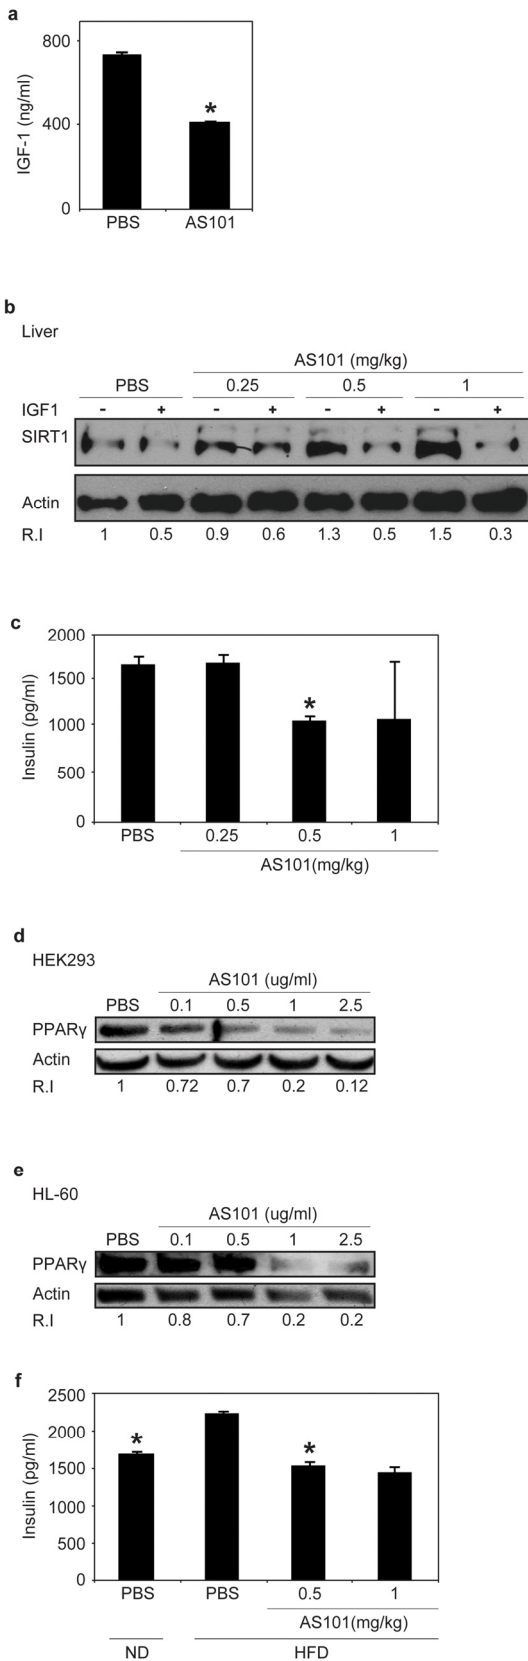 a
800
400
0
IGF-1 (ng/ml)
*
PBS AS101
b
Liver
AS101 (mg/kg)
PBS 0.25 0.5 1
IGF1 - + - + - + - +
SIRT1
Actin
R.I 1 0.5 0.9 0.6 1.3 0.5 1.5 0.3
c
2000
1500
1000
500
0
Insulin (pg/ml)
*
PBS 0.25 0.5 1
AS101(mg/kg)
d
HEK293
AS101 (ug/ml)
PBS 0.1 0.5 1 2.5
PPARγ
Actin
R.I 1 0.72 0.7 0.2 0.12
e
HL-60
AS101 (ug/ml)
PBS 0.1 0.5 1 2.5
PPARγ
Actin
R.I 1 0.8 0.7 0.2 0.2
f
2500
2000
1500
1000
500
0
Insulin (pg/ml)
* *
PBS PBS 0.5 1
AS101(mg/kg)
ND HFD